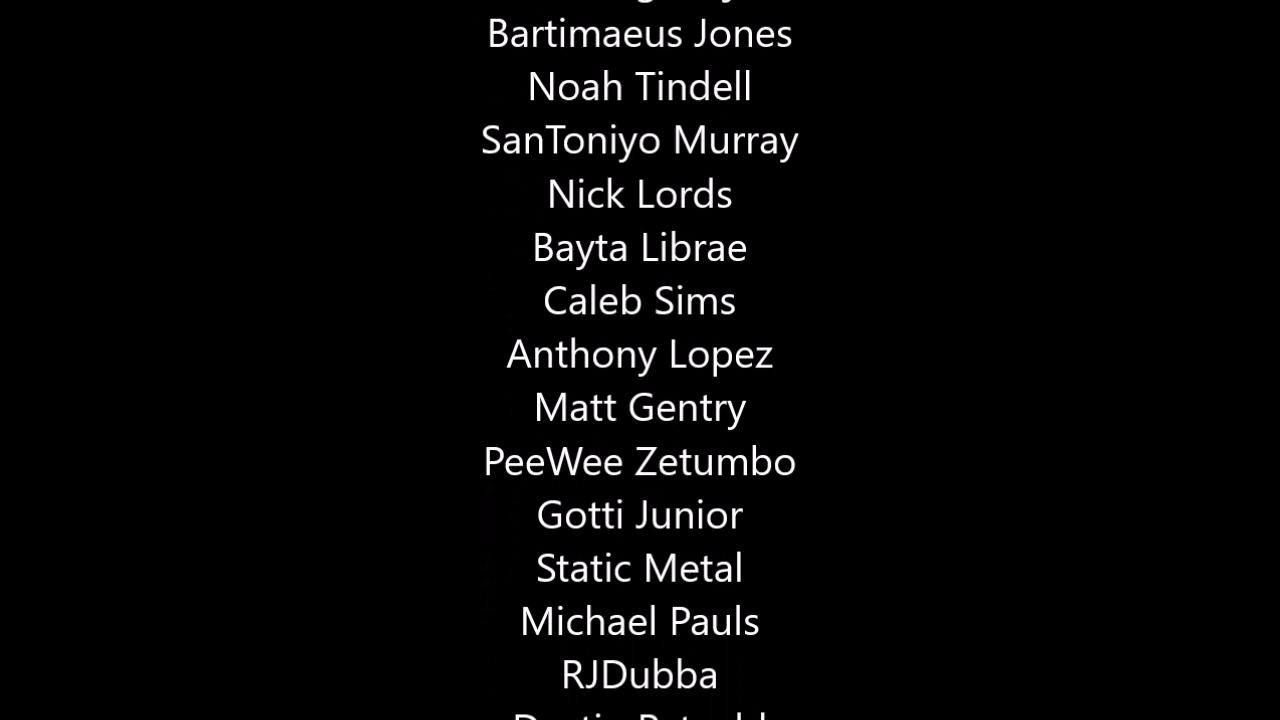 Bartimaeus Jones
Noah Tindell
SanToniyo Murray
Nick Lords
Bayta Librae
Caleb Sims
Anthony Lopez
Matt Gentry
PeeWee Zetumbo
Gotti Junior
Static Metal
Michael Pauls
RJDubba